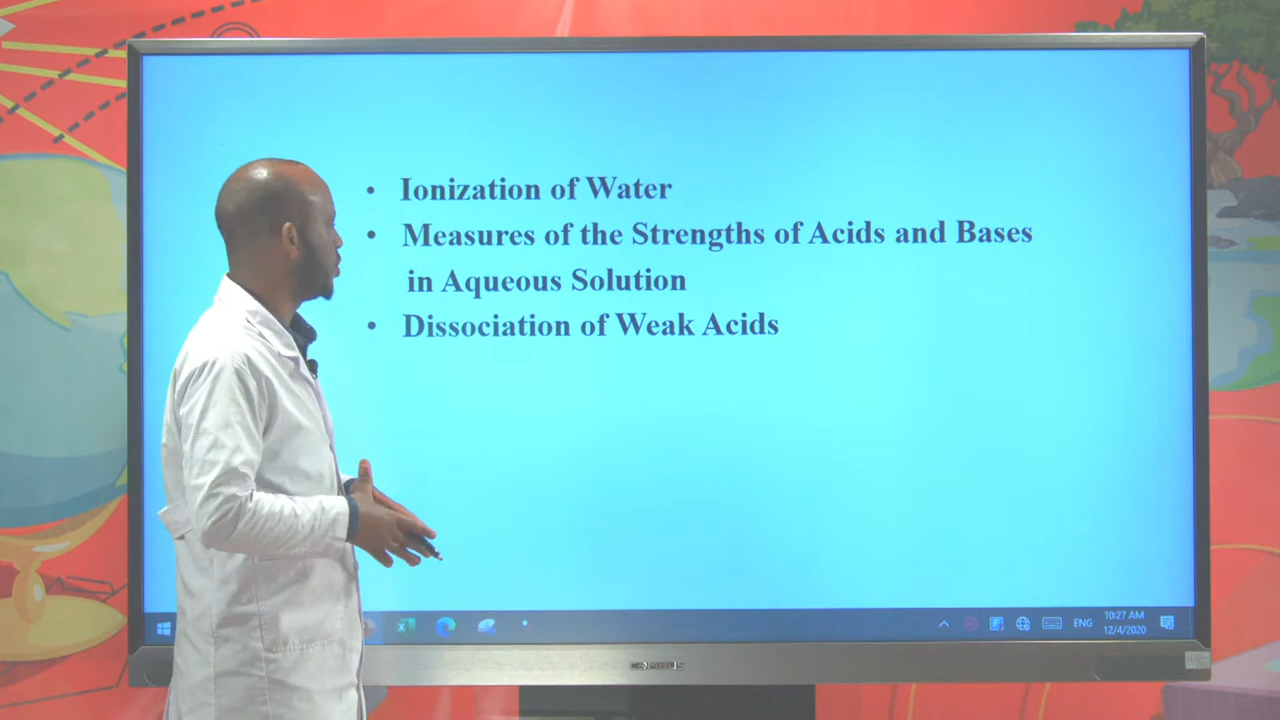 • Ionization of Water
• Measures of the Strengths of Acids and Bases
in Aqueous Solution
• Dissociation of Weak Acids
ENG
10:27 AM
12/4/2020